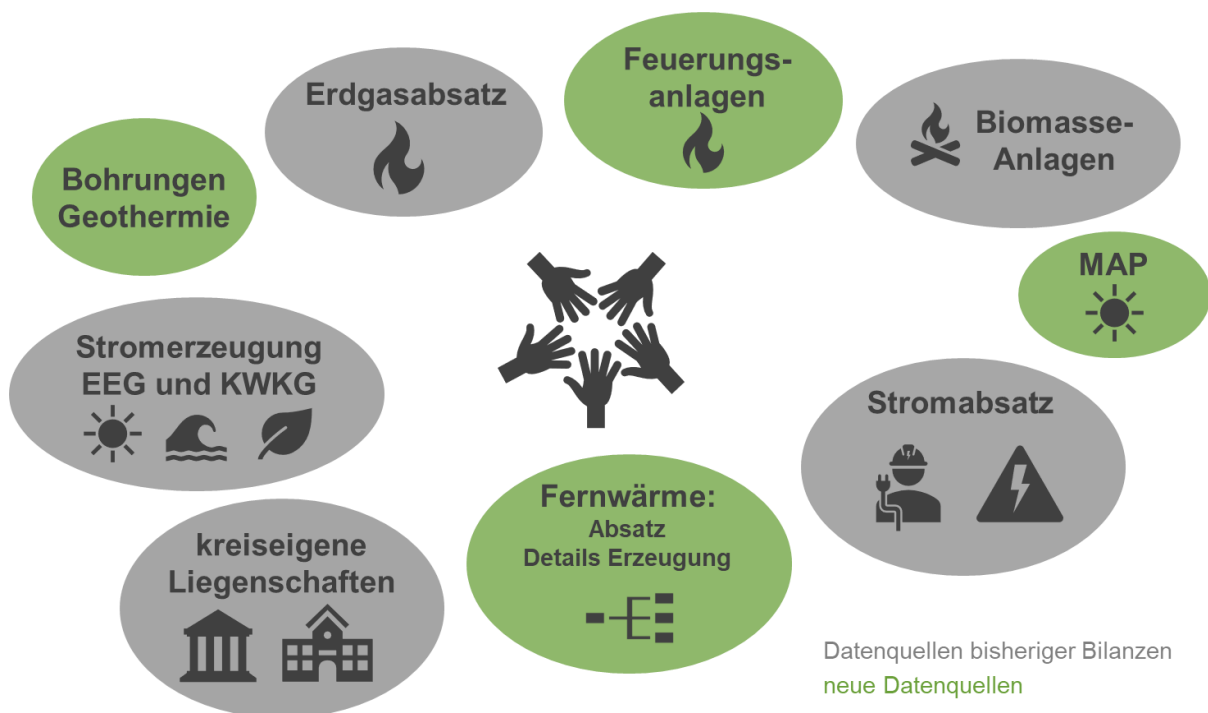 Feuerungs-
anlagen
Erdgasabsatz
Biomasse-
Anlagen
Bohrungen
Geothermie
MAP
Stromerzeugung
EEG und KWKG
Stromabsatz
Fernwärme:
Absatz
Details Erzeugung
kreiseigene
Liegenschaften
Datenquellen bisheriger Bilanzen
neue Datenquellen